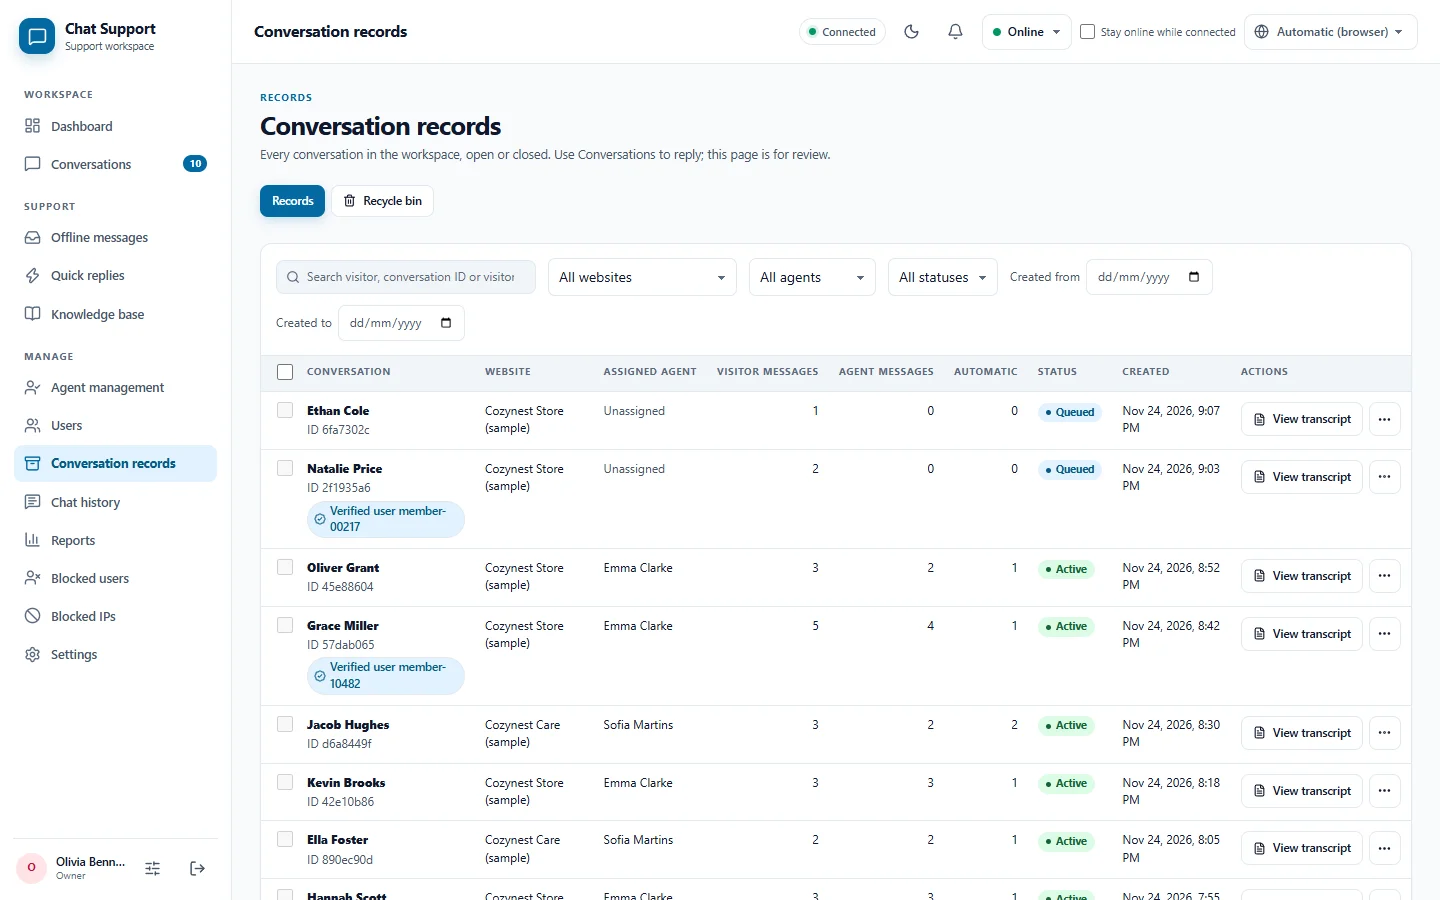 Chat Support
Support workspace
Conversation records
Connected
Online
Stay online while connected
Automatic (browser)
WORKSPACE
Dashboard
Conversations 10
SUPPORT
Offline messages
Quick replies
Knowledge base
MANAGE
Agent management
Users
Conversation records
Chat history
Reports
Blocked users
Blocked IPs
Settings
O
Olivia Benn...
Owner
RECORDS
Conversation records
Every conversation in the workspace, open or closed. Use Conversations to reply; this page is for review.
Records Recycle bin
Search visitor, conversation ID or visitor All websites All agents All statuses Created from dd/mm/yyyy
Created to dd/mm/yyyy
CONVERSATION WEBSITE ASSIGNED AGENT VISITOR MESSAGES AGENT MESSAGES AUTOMATIC STATUS CREATED ACTIONS
Ethan Cole Cozynest Store Unassigned 1 0 0 Queued Nov 24, 2026, 9:07 View transcript ...
ID 6fa7302c (sample) PM
Natalie Price Cozynest Store Unassigned 2 0 0 Queued Nov 24, 2026, 9:03 View transcript ...
ID 2f1935a6 (sample) PM
Verified user member-
00217
Oliver Grant Cozynest Store Emma Clarke 3 2 1 Active Nov 24, 2026, 8:52 View transcript ...
ID 45e88604 (sample) PM
Grace Miller Cozynest Store Emma Clarke 5 4 1 Active Nov 24, 2026, 8:42 View transcript ...
ID 57dab065 (sample) PM
Verified user member-
10482
Jacob Hughes Cozynest Care Sofia Martins 3 2 2 Active Nov 24, 2026, 8:30 View transcript ...
ID d6a8449f (sample) PM
Kevin Brooks Cozynest Store Emma Clarke 3 3 1 Active Nov 24, 2026, 8:18 View transcript ...
ID 42e10b86 (sample) PM
Ella Foster Cozynest Care Sofia Martins 2 2 1 Active Nov 24, 2026, 8:05 View transcript ...
ID 890ec90d (sample) PM
Hannah Scott Cozynest Store Emma Clarke 3 3 1 Active Nov 24, 2026, 7:55